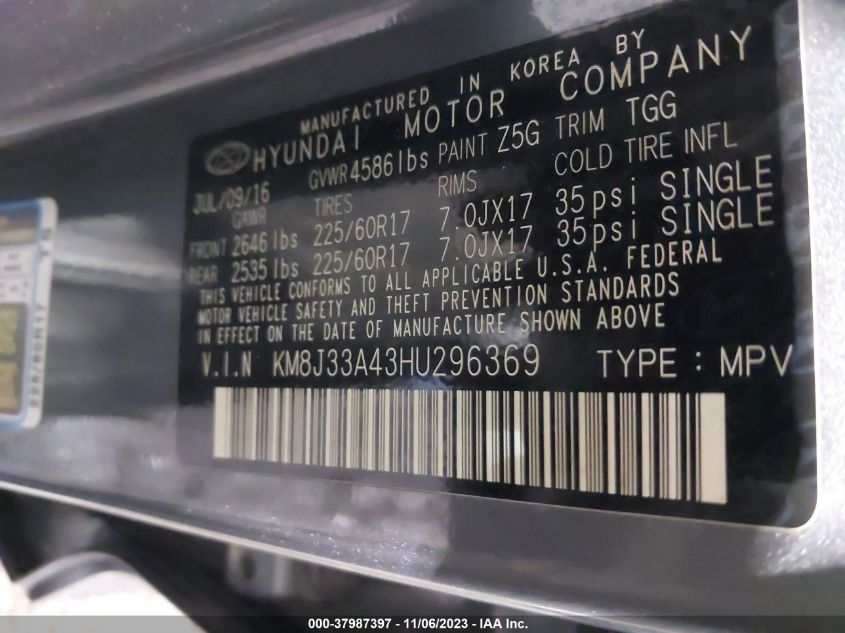 MANUFACTURED IN KOREA BY
HYUNDAI MOTOR COMPANY
JUL/09/16 GVWR 4586lbs PAINT Z5G TRIM TGG
GAWR TIRES RIMS COLD TIRE INFL
FRONT 2646 lbs 225/60R17 7.0JX17 35psi SINGLE
REAR 2535 lbs 225/60R17 7.0JX17 35psi SINGLE
THIS VEHICLE CONFORMS TO ALL APPLICABLE U.S.A. FEDERAL
MOTOR VEHICLE SAFETY AND THEFT PREVENTION STANDARDS
IN EFFECT ON THE DATE OF MANUFACTURE SHOWN ABOVE
V.I.N KM8J33A43HU296369 TYPE : MPV
225/60R17
000-37987397 - 11/06/2023 - IAA Inc.